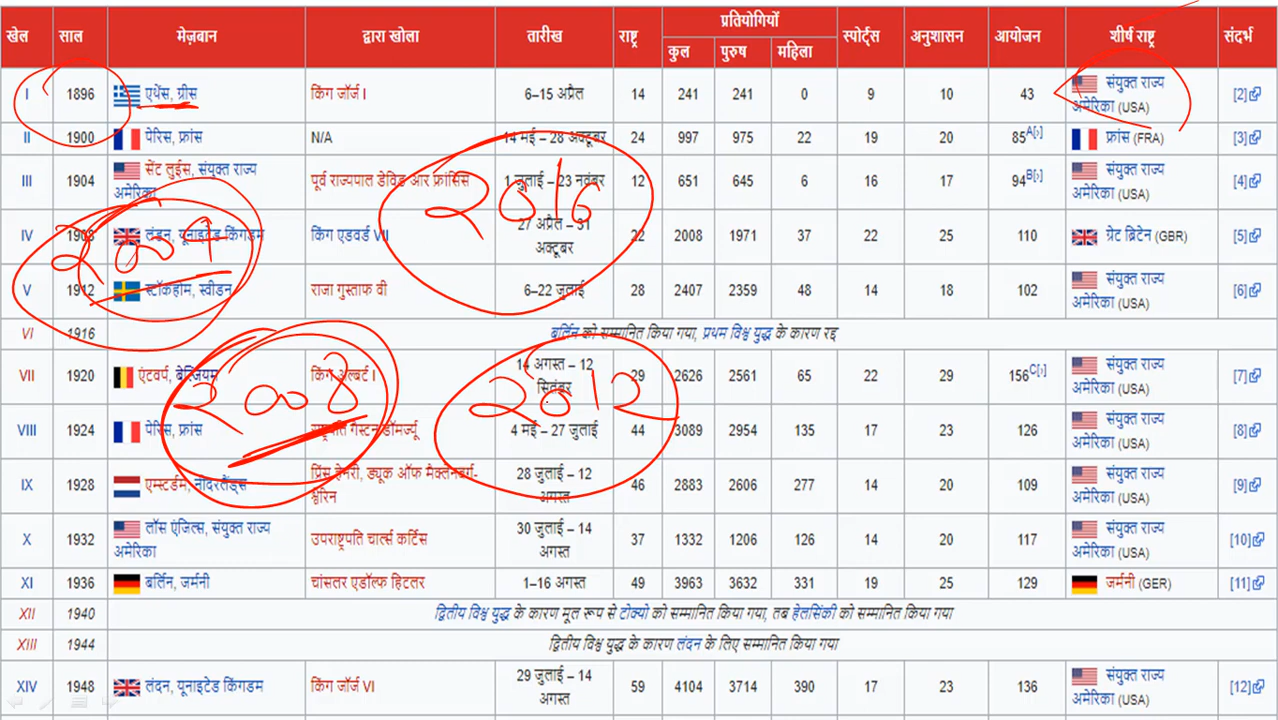 खेल साल मेज़बान द्वारा खोला तारीख राष्ट्र प्रतियोगियों स्पोर्ट्स अनुशासन आयोजन शीर्ष राष्ट्र संदर्भ
कुल पुरुष महिला
I 1896 एथेंस, ग्रीस किंग जॉर्ज I 6–15 अप्रैल 14 241 241 0 9 10 43 संयुक्त राज्य अमेरिका (USA) [2]
II 1900 पेरिस, फ्रांस N/A 14 मई – 28 अक्टूबर 24 997 975 22 19 20 85A[›] फ्रांस (FRA) [3]
III 1904 सेंट लुईस, संयुक्त राज्य अमेरिका पूर्व राज्यपाल डेविड आर फ्रांसिस 1 जुलाई – 23 नवंबर 12 651 645 6 16 17 94B[›] संयुक्त राज्य अमेरिका (USA) [4]
IV 1908 लंदन, यूनाइटेड किंगडम किंग एडवर्ड VII 27 अप्रैल – 31 अक्टूबर 22 2008 1971 37 22 25 110 ग्रेट ब्रिटेन (GBR) [5]
V 1912 स्टॉकहोम, स्वीडन राजा गुस्ताफ वी 6–22 जुलाई 28 2407 2359 48 14 18 102 संयुक्त राज्य अमेरिका (USA) [6]
VI 1916 बर्लिन को सम्मानित किया गया, प्रथम विश्व युद्ध के कारण रद्द
VII 1920 एंटवर्प, बेल्जियम किंग अल्बर्ट I 14 अगस्त – 12 सितंबर 29 2626 2561 65 22 29 156C[›] संयुक्त राज्य अमेरिका (USA) [7]
VIII 1924 पेरिस, फ्रांस राष्ट्रपति गैस्टन डॉमर्ज्यू 4 मई – 27 जुलाई 44 3089 2954 135 17 23 126 संयुक्त राज्य अमेरिका (USA) [8]
IX 1928 एम्स्टर्डम, नीदरलैंड्स प्रिंस हेनरी, ड्यूक ऑफ मैक्लेनबर्ग-श्वेरिन 28 जुलाई – 12 अगस्त 46 2883 2606 277 14 20 109 संयुक्त राज्य अमेरिका (USA) [9]
X 1932 लॉस एंजिल्स, संयुक्त राज्य अमेरिका उपराष्ट्रपति चार्ल्स कर्टिस 30 जुलाई – 14 अगस्त 37 1332 1206 126 14 20 117 संयुक्त राज्य अमेरिका (USA) [10]
XI 1936 बर्लिन, जर्मनी चांसलर एडॉल्फ हिटलर 1–16 अगस्त 49 3963 3632 331 19 25 129 जर्मनी (GER) [11]
XII 1940 द्वितीय विश्व युद्ध के कारण मूल रूप से टोक्यो को सम्मानित किया गया, तब हेलसिंकी को सम्मानित किया गया
XIII 1944 द्वितीय विश्व युद्ध के कारण लंदन के लिए सम्मानित किया गया
XIV 1948 लंदन, यूनाइटेड किंगडम किंग जॉर्ज VI 29 जुलाई – 14 अगस्त 59 4104 3714 390 17 23 136 संयुक्त राज्य अमेरिका (USA) [12]
2016
2008
2012